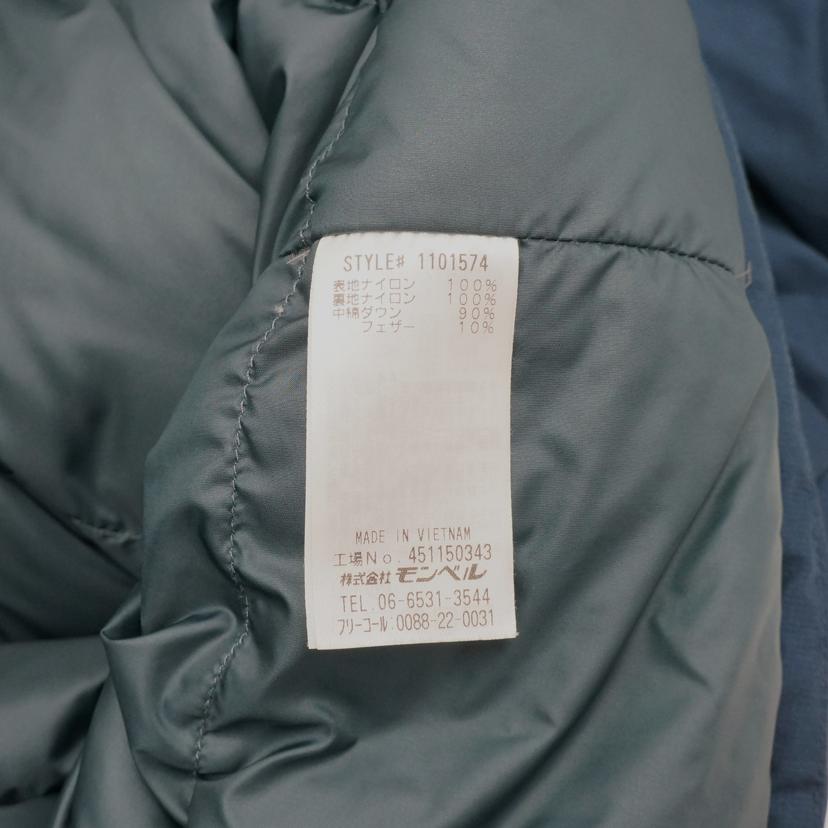 STYLE# 1101574
表地ナイロン 100%
裏地ナイロン 100%
中綿ダウン 90%
フェザー 10%
MADE IN VIETNAM
工場No. 451150343
株式会社 モンベル
TEL.06-6531-3544
フリーコール:0088-22-0031